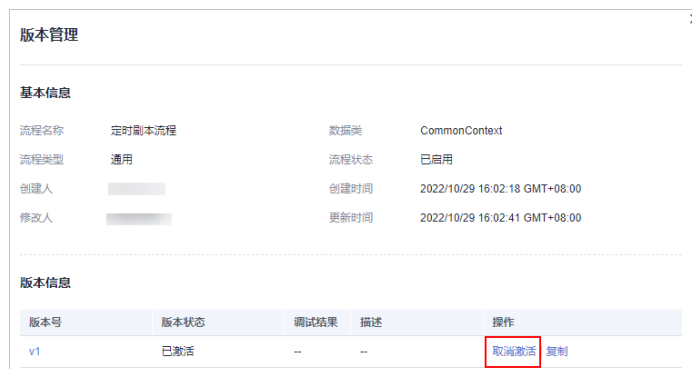 版本管理
基本信息
流程名称 定时剧本流程 数据类 CommonContext
流程类型 通用 流程状态 已启用
创建人 创建时间 2022/10/29 16:02:18 GMT+08:00
修改人 更新时间 2022/10/29 16:02:41 GMT+08:00
版本信息
版本号 版本状态 调试结果 描述 操作
v1 已激活 -- -- 取消激活 复制